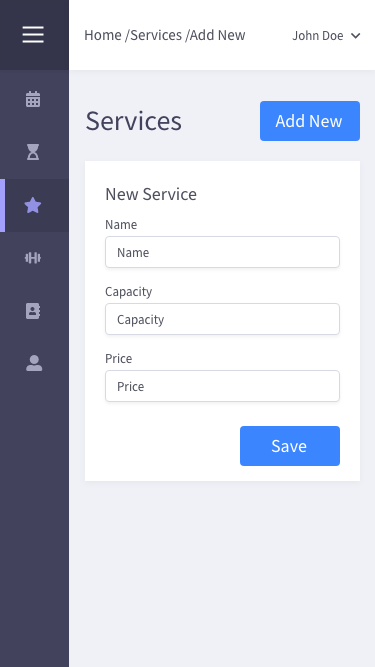 Home /Services /Add New
John Doe
Services
Add New
New Service
Name
Name
Capacity
Capacity
Price
Price
Save